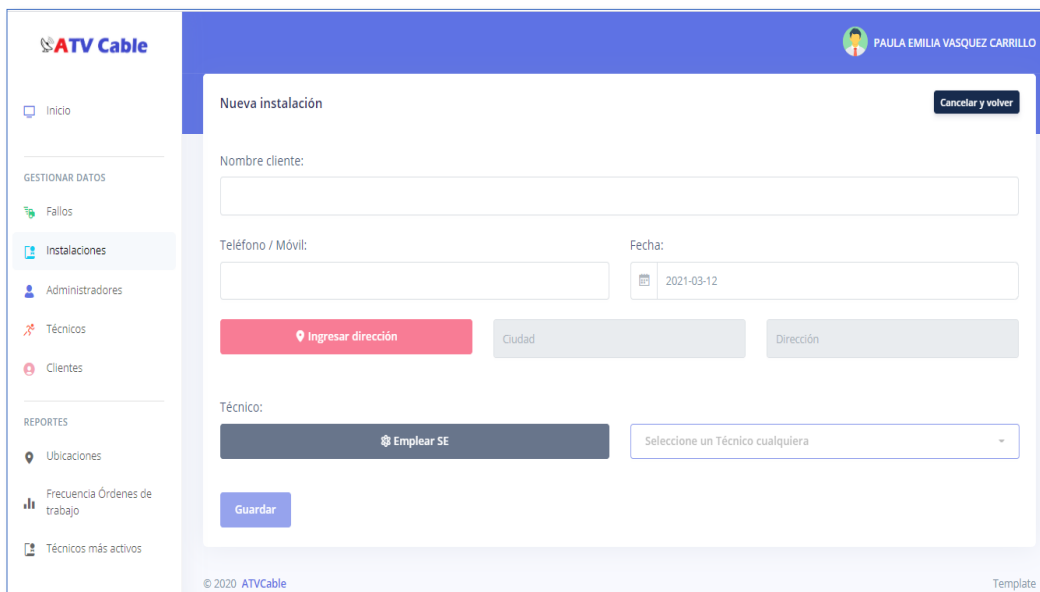 ATV Cable
PAULA EMILIA VASQUEZ CARRILLO
Inicio
GESTIONAR DATOS
Fallos
Instalaciones
Administradores
Técnicos
Clientes
REPORTES
Ubicaciones
Frecuencia Órdenes de
trabajo
Técnicos más activos
Nueva instalación
Cancelar y volver
Nombre cliente:
Teléfono / Móvil:
Fecha:
2021-03-12
Ingresar dirección
Ciudad
Dirección
Técnico:
Emplear SE
Seleccione un Técnico cualquiera
Guardar
© 2020 ATVCable
Template